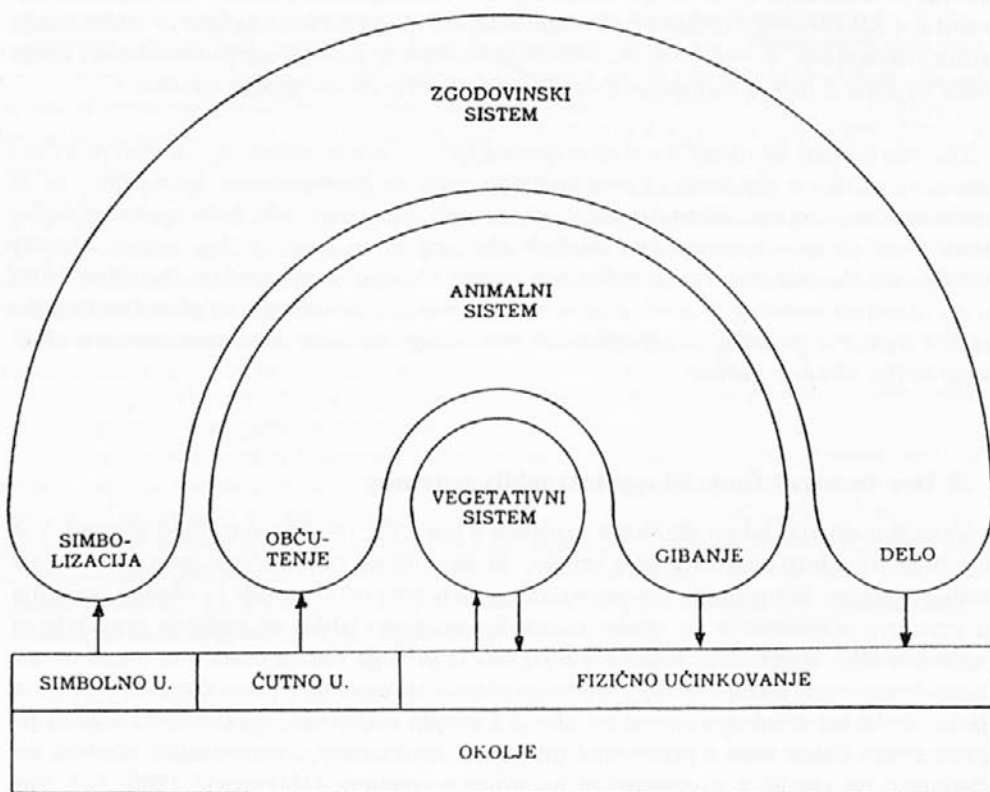 ZGODOVINSKI
SISTEM
ANIMALNI
SISTEM
VEGETATIVNI
SISTEM
SIMBO-
LIZACIJA
OBČU-
TENJE
GIBANJE
DELO
SIMBOLNO U.
ČUTNO U.
FIZIČNO UČINKOVANJE
OKOLJE